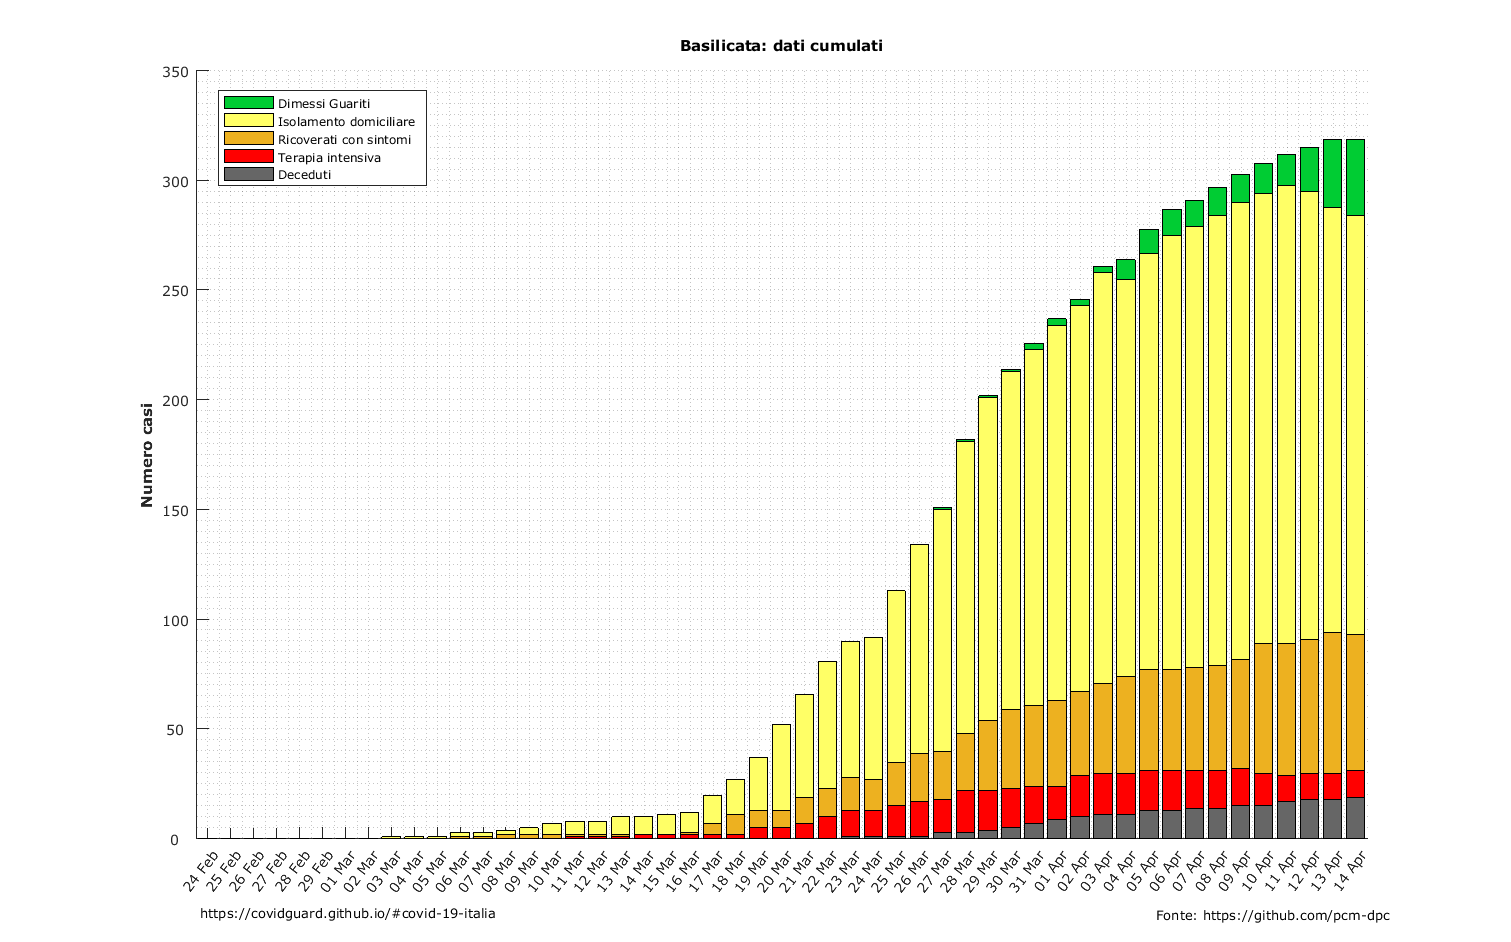 Basilicata: dati cumulati
350
300
250
200
150
100
50
0
Numero casi
Dimessi Guariti
Isolamento domiciliare
Ricoverati con sintomi
Terapia intensiva
Deceduti
24 Feb
25 Feb
26 Feb
27 Feb
28 Feb
29 Feb
01 Mar
02 Mar
03 Mar
04 Mar
05 Mar
06 Mar
07 Mar
08 Mar
09 Mar
10 Mar
11 Mar
12 Mar
13 Mar
14 Mar
15 Mar
16 Mar
17 Mar
18 Mar
19 Mar
20 Mar
21 Mar
22 Mar
23 Mar
24 Mar
25 Mar
26 Mar
27 Mar
28 Mar
29 Mar
30 Mar
31 Mar
01 Apr
02 Apr
03 Apr
04 Apr
05 Apr
06 Apr
07 Apr
08 Apr
09 Apr
10 Apr
11 Apr
12 Apr
13 Apr
14 Apr
https://covidguard.github.io/#covid-19-italia
Fonte: https://github.com/pcm-dpc